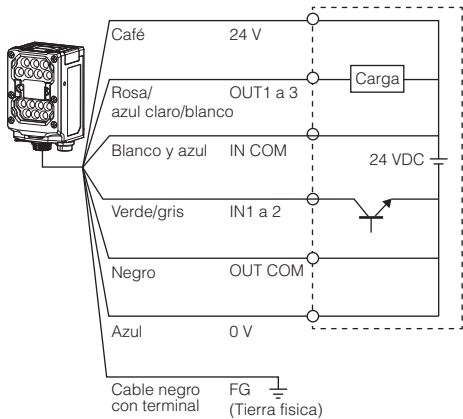 Café 24 V
Rosa/
azul claro/blanco OUT1 a 3
Carga
Blanco y azul IN COM
24 VDC
Verde/gris IN1 a 2
Negro OUT COM
Azul 0 V
Cable negro FG
con terminal (Tierra fisica)